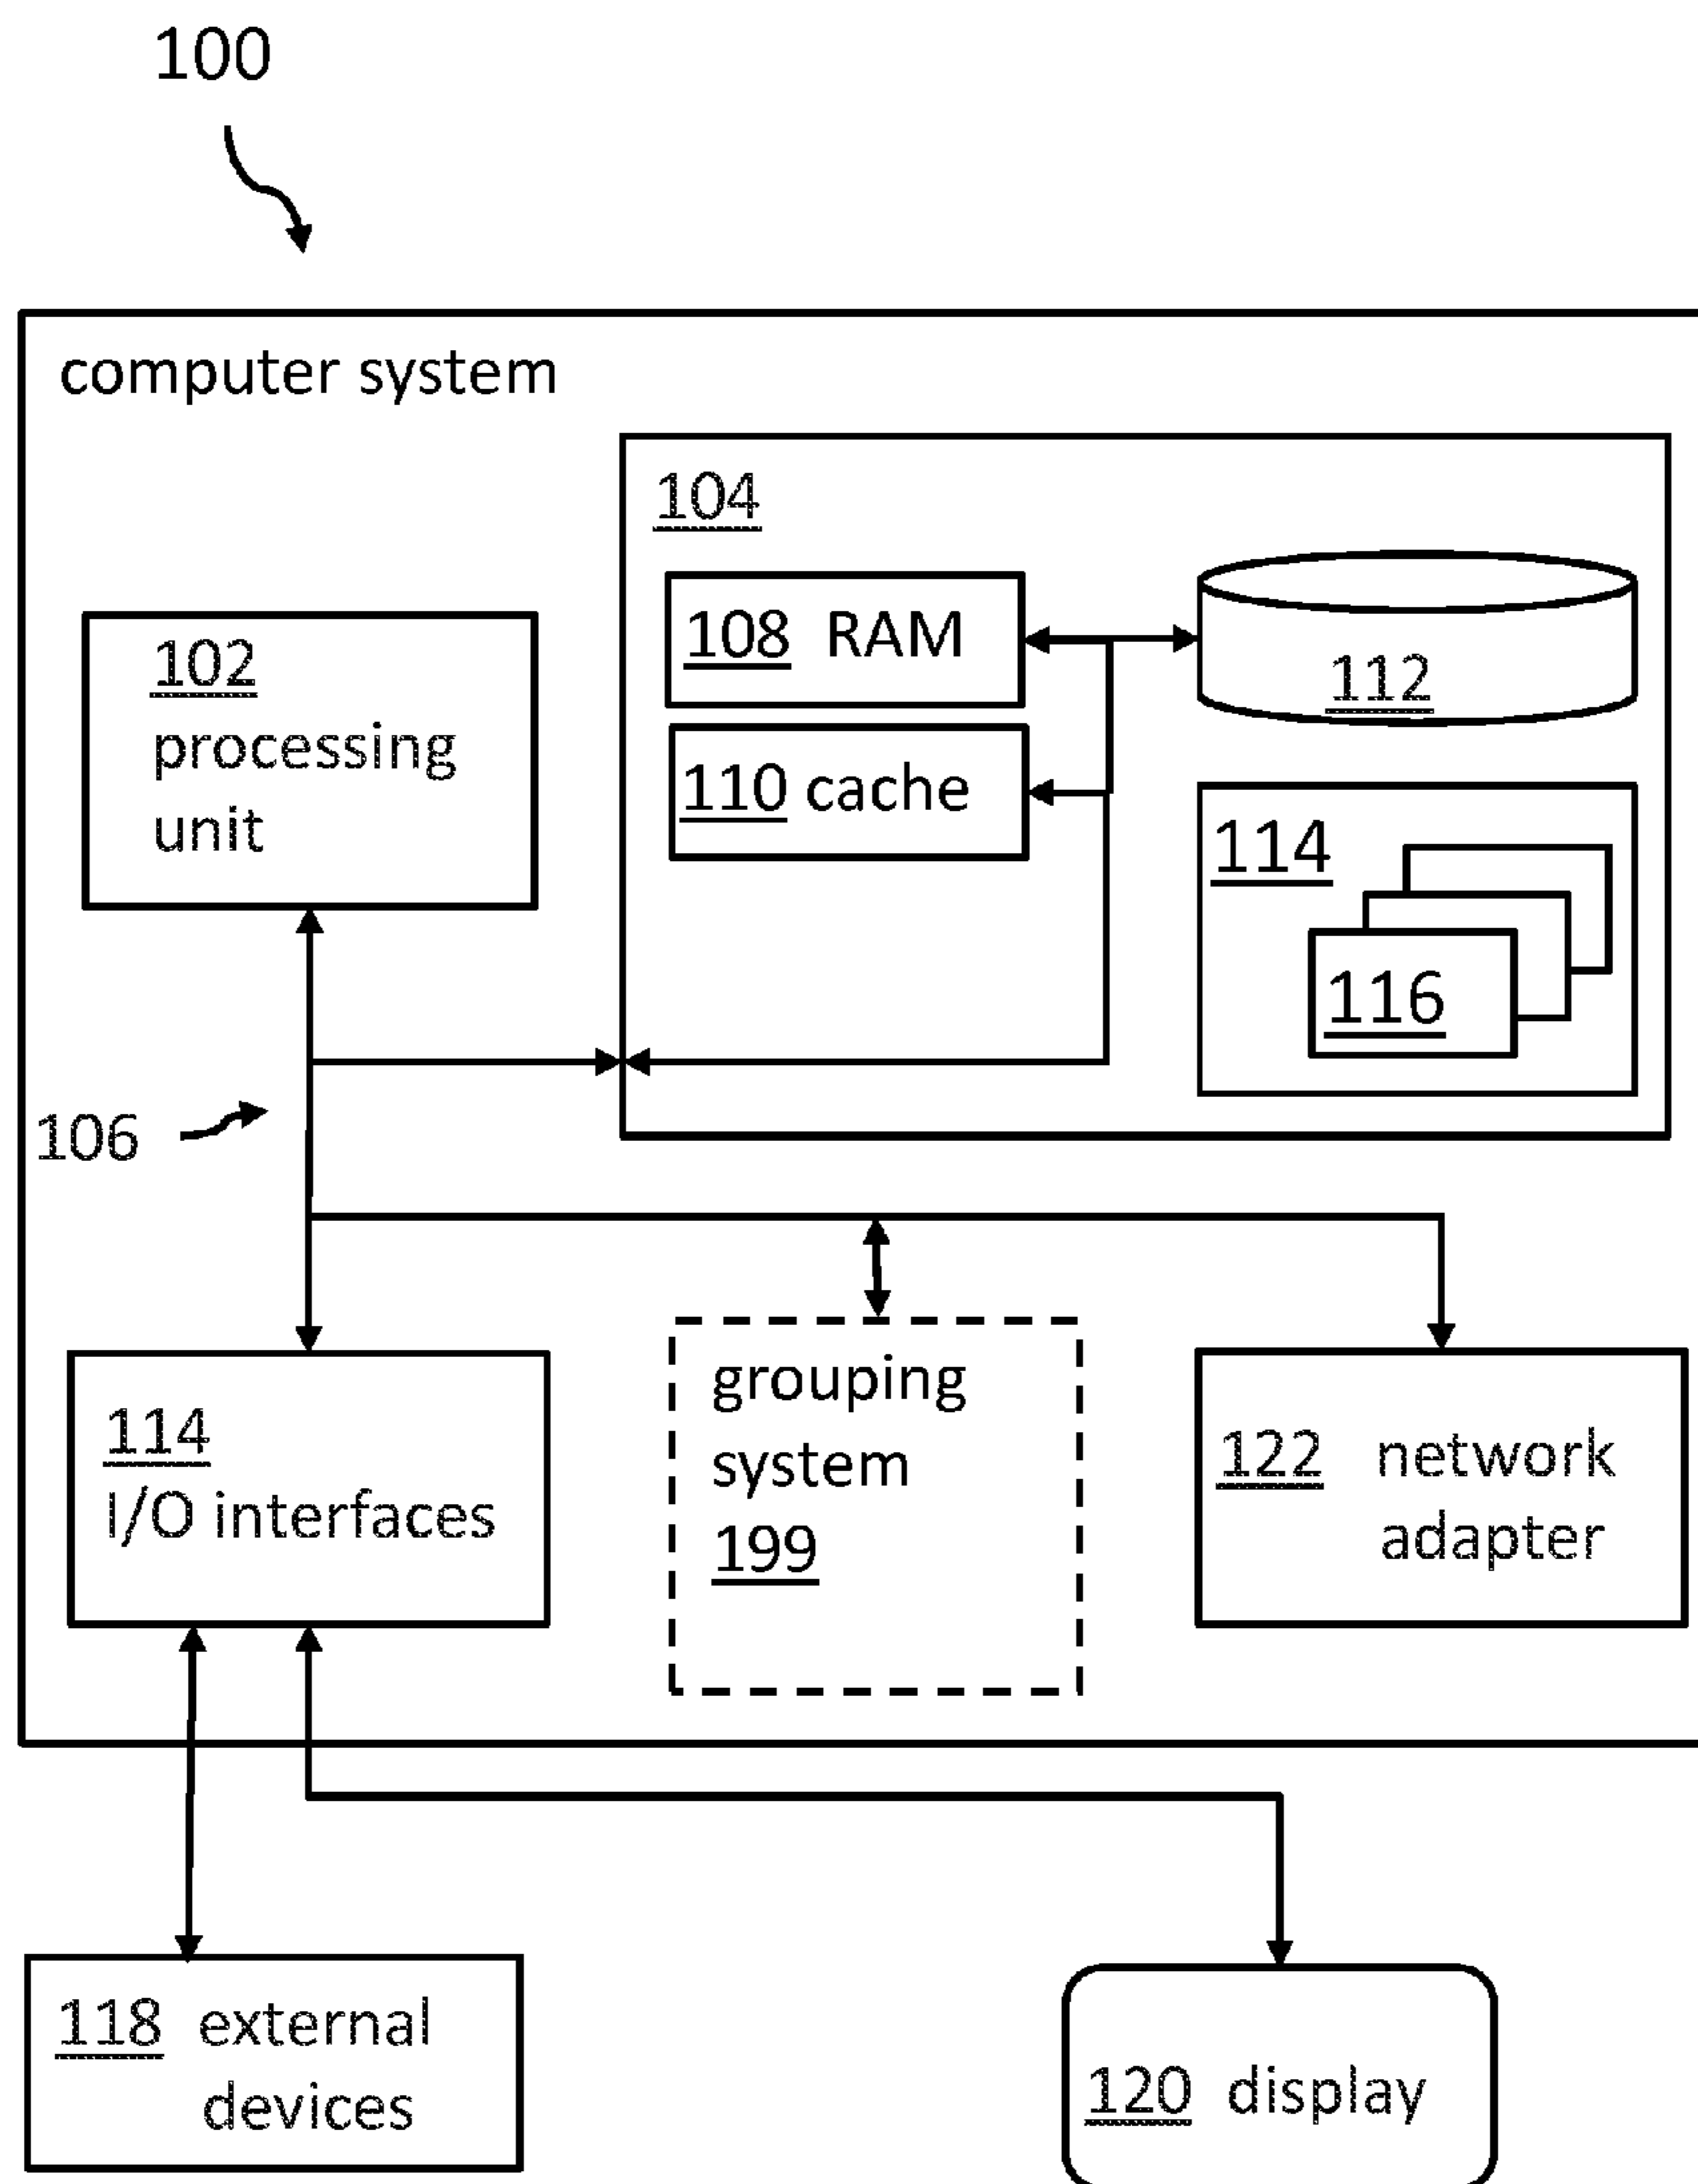 100
computer system
104
108 RAM
112
102
processing
unit
110 cache
114
116
106
114
I/O interfaces
grouping
system
199
122 network
adapter
118 external
devices
120 display